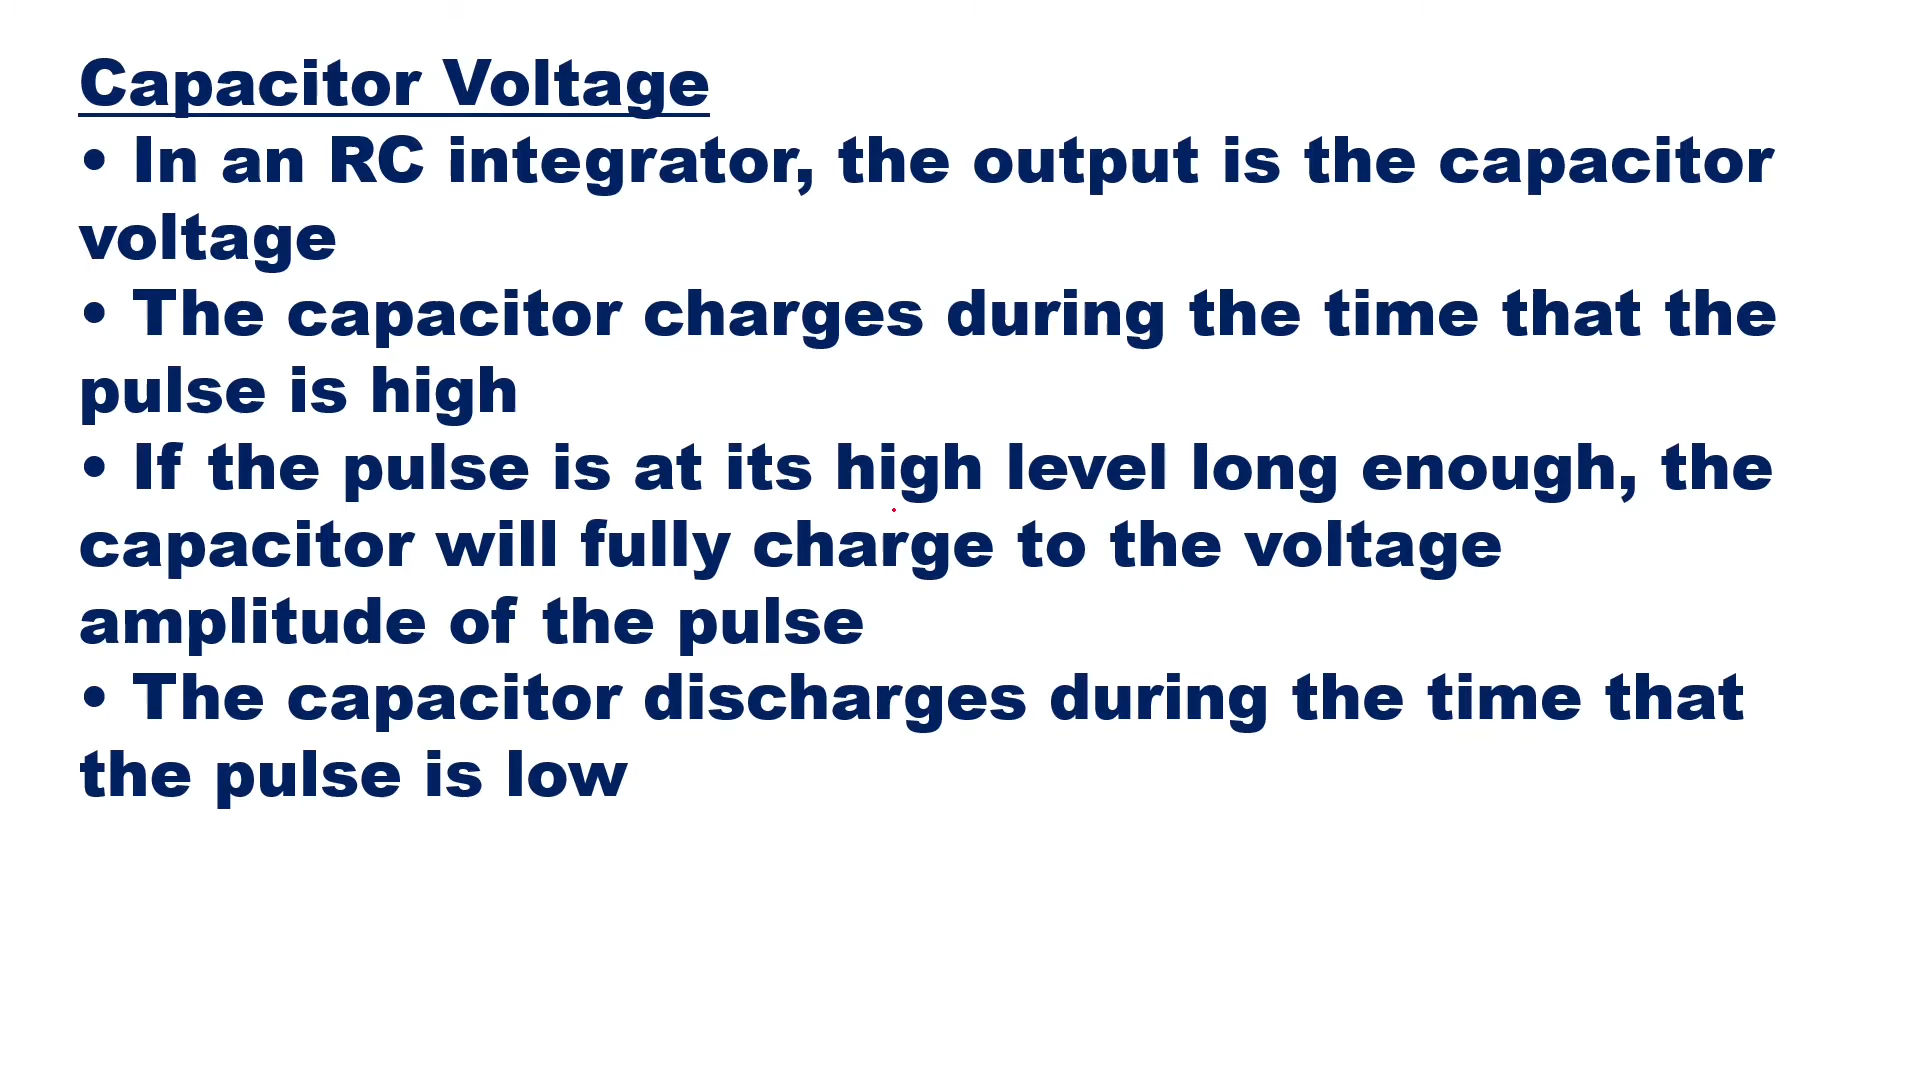 Capacitor Voltage
• In an RC integrator, the output is the capacitor
voltage
• The capacitor charges during the time that the
pulse is high
• If the pulse is at its high level long enough, the
capacitor will fully charge to the voltage
amplitude of the pulse
• The capacitor discharges during the time that
the pulse is low